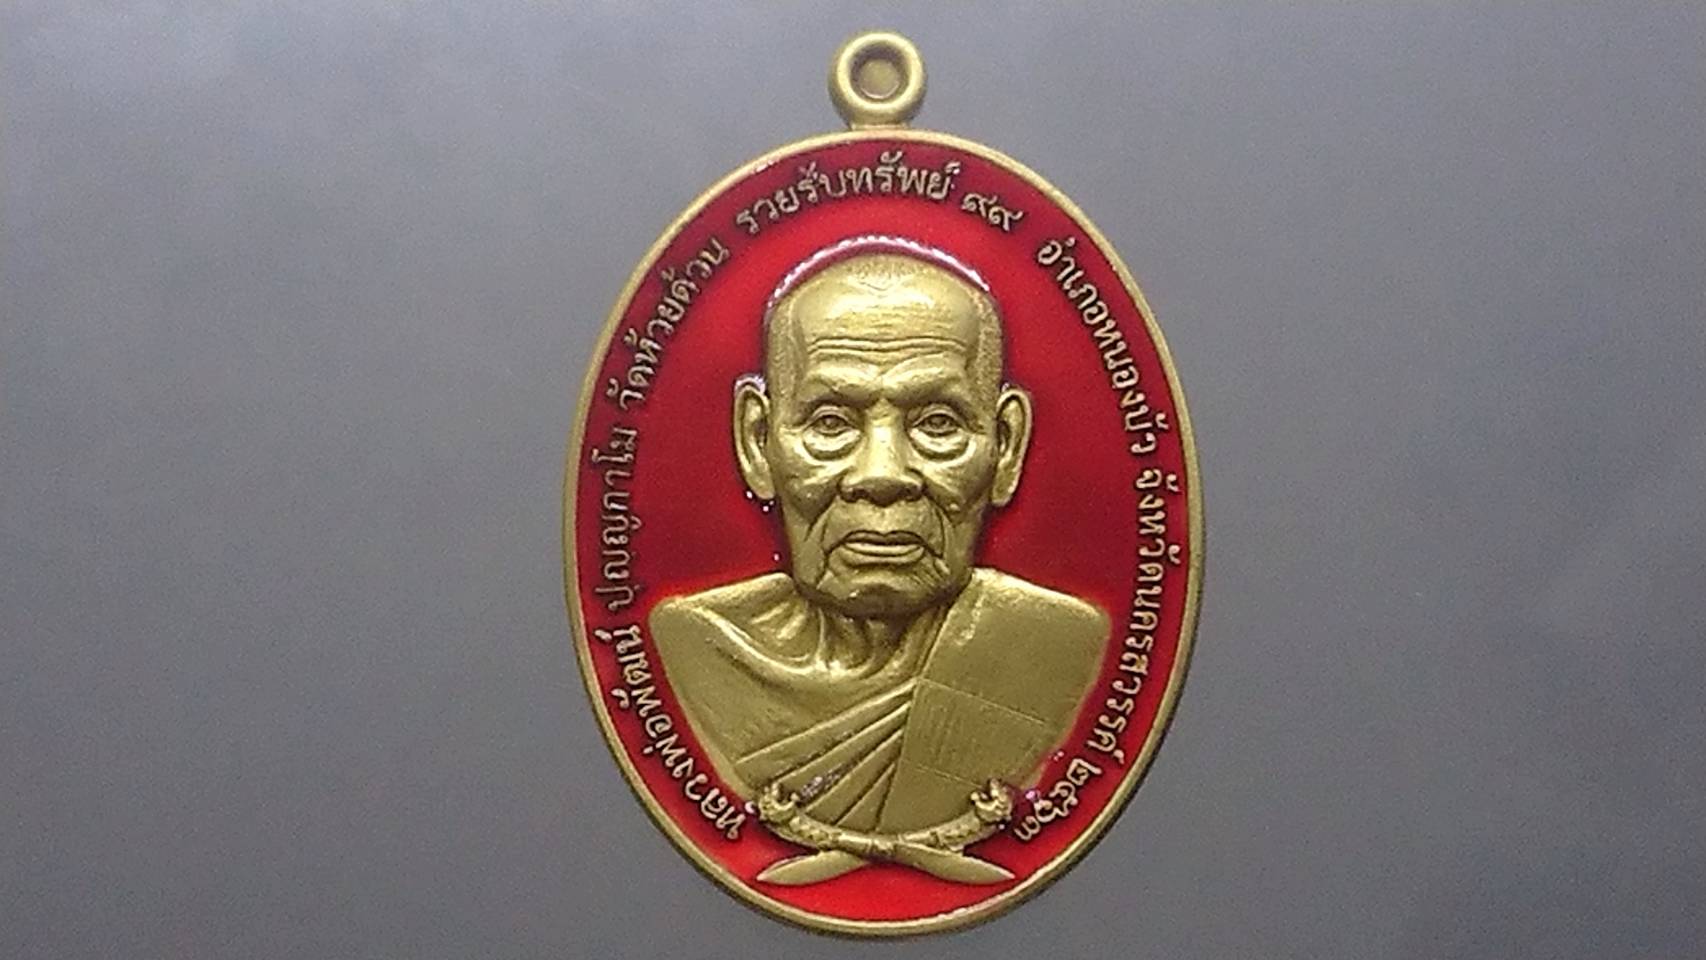 หลวงพ่อพัฒน์ ปุญฺญกาโม วัดห้วยด้วน รวยรับทรัพย์ ๙๙ อำเภอหนองบัว จังหวัดนครสวรรค์ ๒๕๖๓